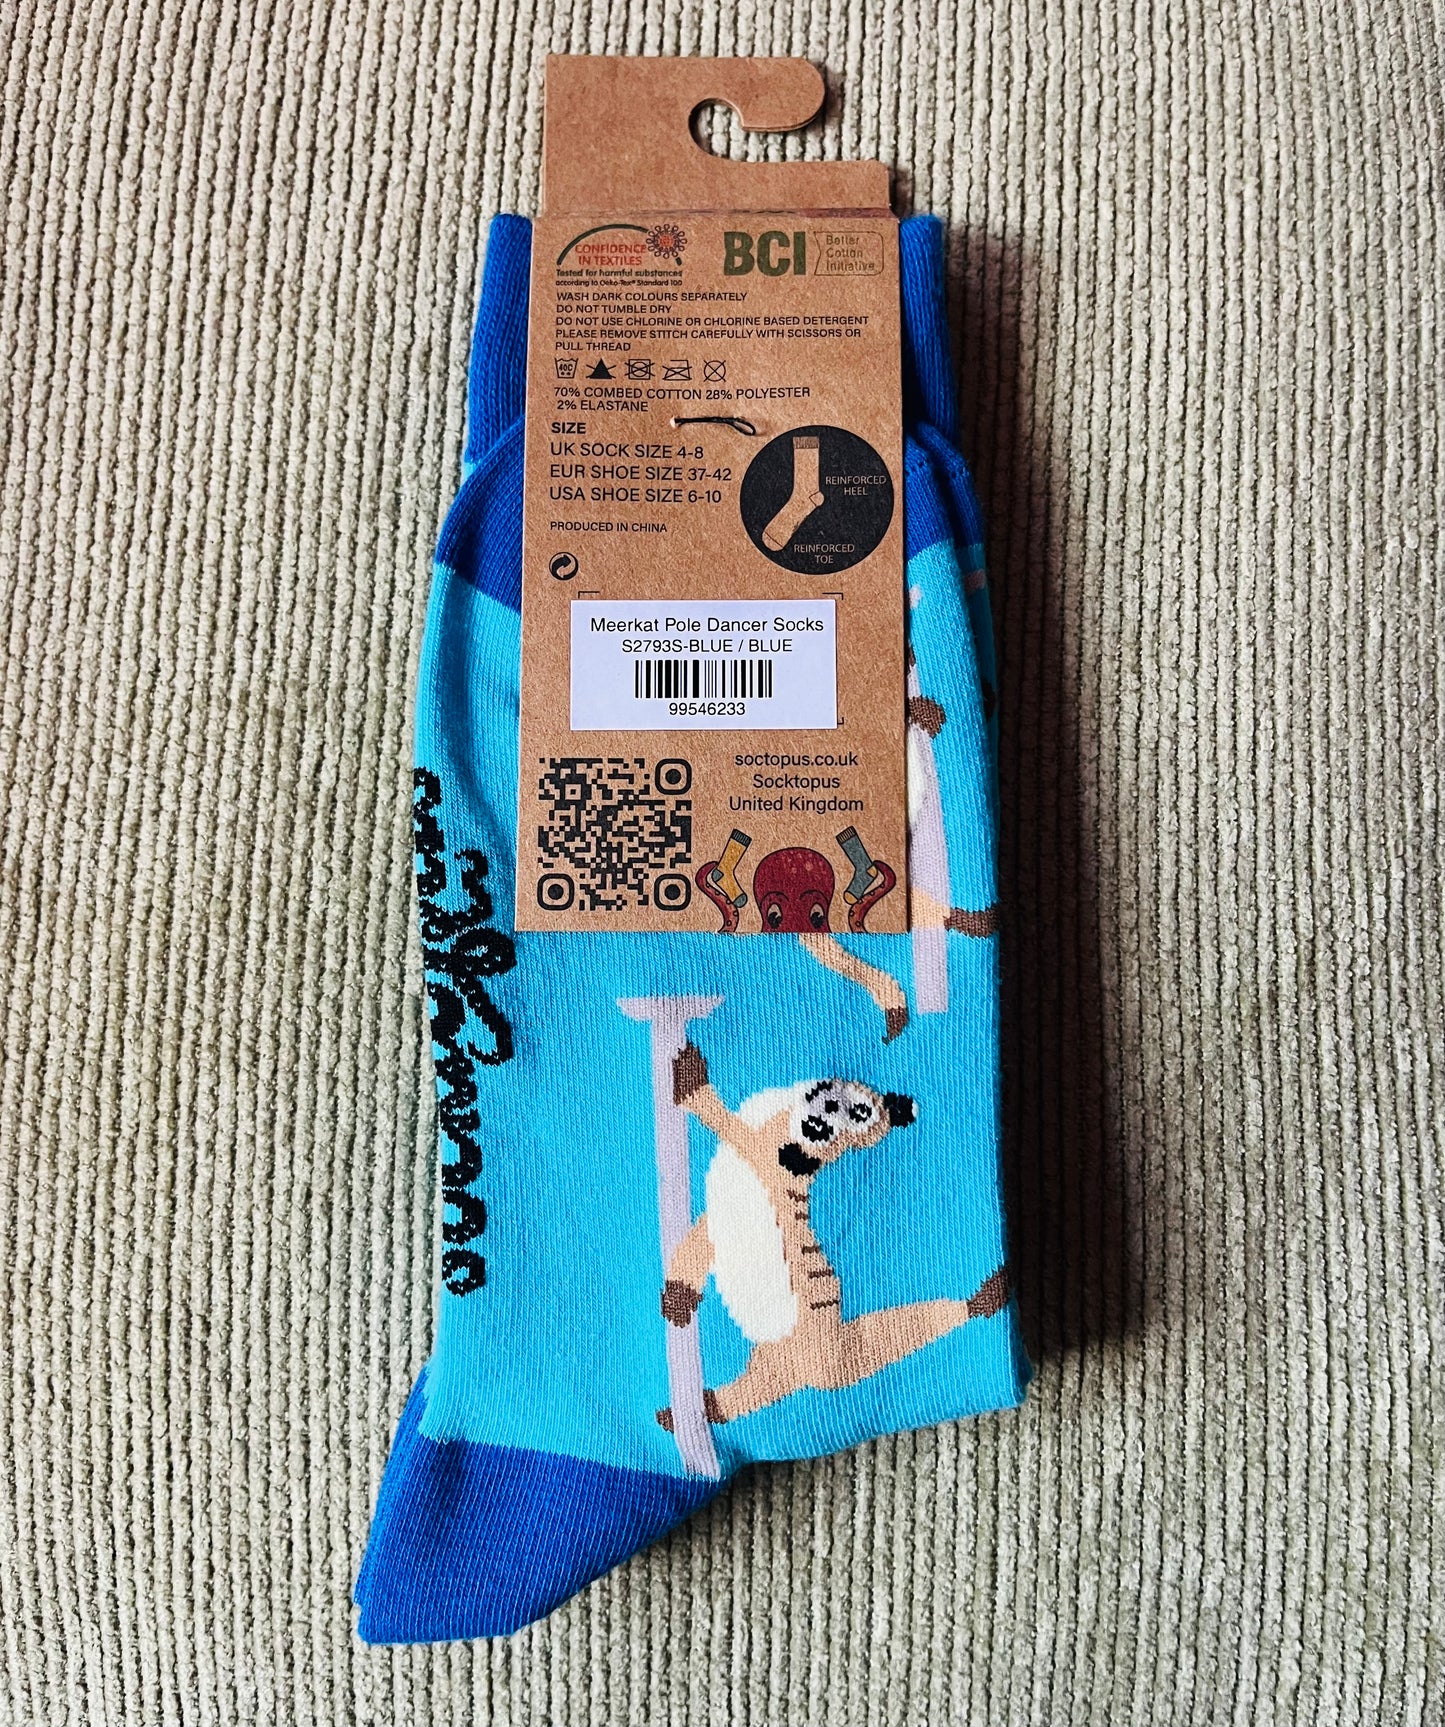 CONFIDENCE
IN TEXTILES
Tested for harmful substances
according to Oeko-Tex® Standard 100
BCI
Better
Cotton
Initiative
WASH DARK COLOURS SEPARATELY
DO NOT TUMBLE DRY
DO NOT USE CHLORINE OR CHLORINE BASED DETERGENT
PLEASE REMOVE STITCH CAREFULLY WITH SCISSORS OR
PULL THREAD
40C
70% COMBED COTTON 28% POLYESTER
2% ELASTANE
SIZE
UK SOCK SIZE 4-8
EUR SHOE SIZE 37-42
USA SHOE SIZE 6-10
REINFORCED
HEEL
REINFORCED
TOE
PRODUCED IN CHINA
Meerkat Pole Dancer Socks
S2793S-BLUE / BLUE
99546233
soctopus.co.uk
Socktopus
United Kingdom